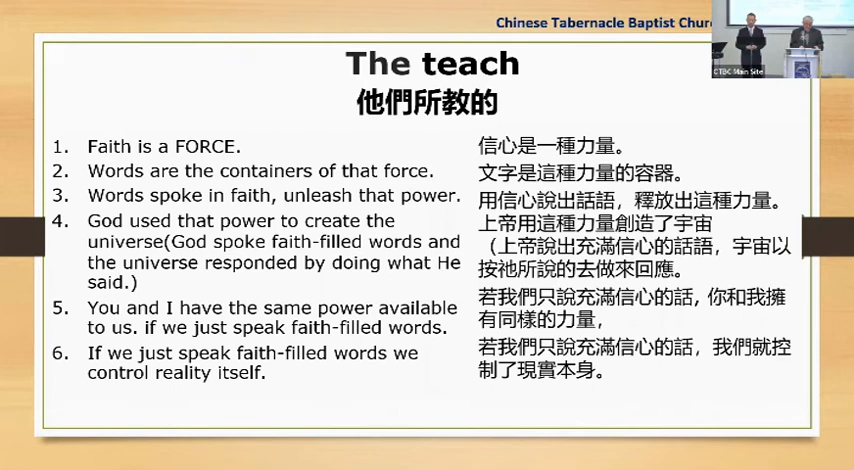 Chinese Tabernacle Baptist Churc
CTBC Main Site
The teach
他們所教的
1. Faith is a FORCE.
2. Words are the containers of that force.
3. Words spoke in faith, unleash that power.
4. God used that power to create the
universe(God spoke faith-filled words and
the universe responded by doing what He
said.)
5. You and I have the same power available
to us. if we just speak faith-filled words.
6. If we just speak faith-filled words we
control reality itself.
信心是一種力量。
文字是這種力量的容器。
用信心說出話語，釋放出這種力量。
上帝用這種力量創造了宇宙
（上帝說出充滿信心的話語，宇宙以
按祂所說的去做來回應。
若我們只說充滿信心的話, 你和我擁
有同樣的力量，
若我們只說充滿信心的話，我們就控
制了現實本身。